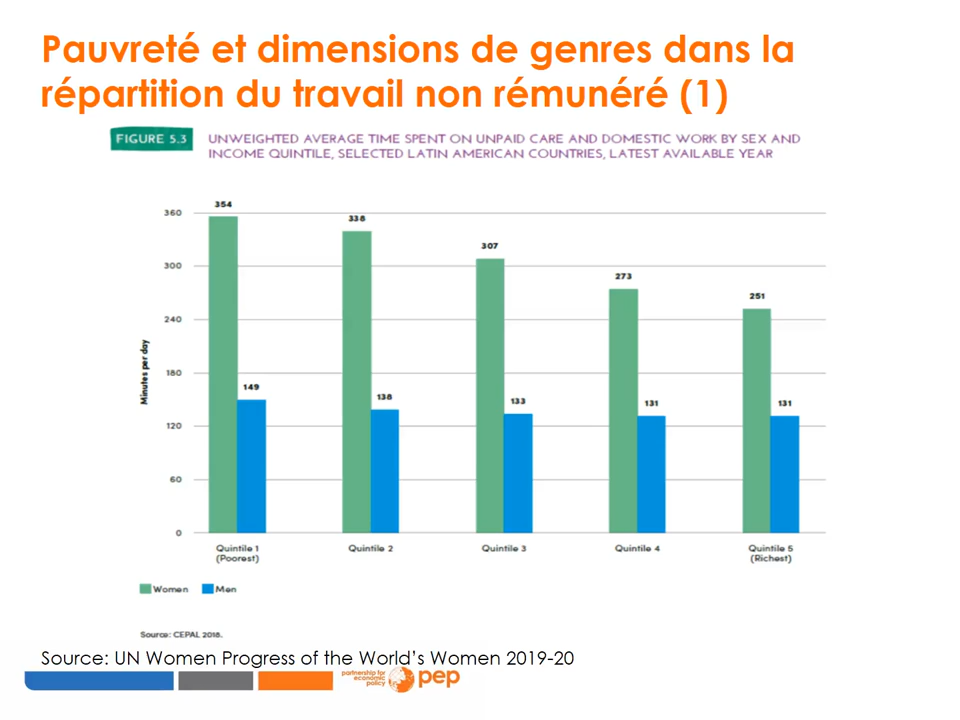 Pauvreté et dimensions de genres dans la
répartition du travail non rémunéré (1)
FIGURE 5.3
UNWEIGHTED AVERAGE TIME SPENT ON UNPAID CARE AND DOMESTIC WORK BY SEX AND
INCOME QUINTILE, SELECTED LATIN AMERICAN COUNTRIES, LATEST AVAILABLE YEAR
Minutes per day
360
300
240
180
120
60
0
354
149
338
138
307
133
273
131
251
131
Quintile 1
(Poorest)
Quintile 2
Quintile 3
Quintile 4
Quintile 5
(Richest)
Women
Men
Source: CEPAL 2018.
Source: UN Women Progress of the World’s Women 2019-20
partnership for
economic
policy
pep